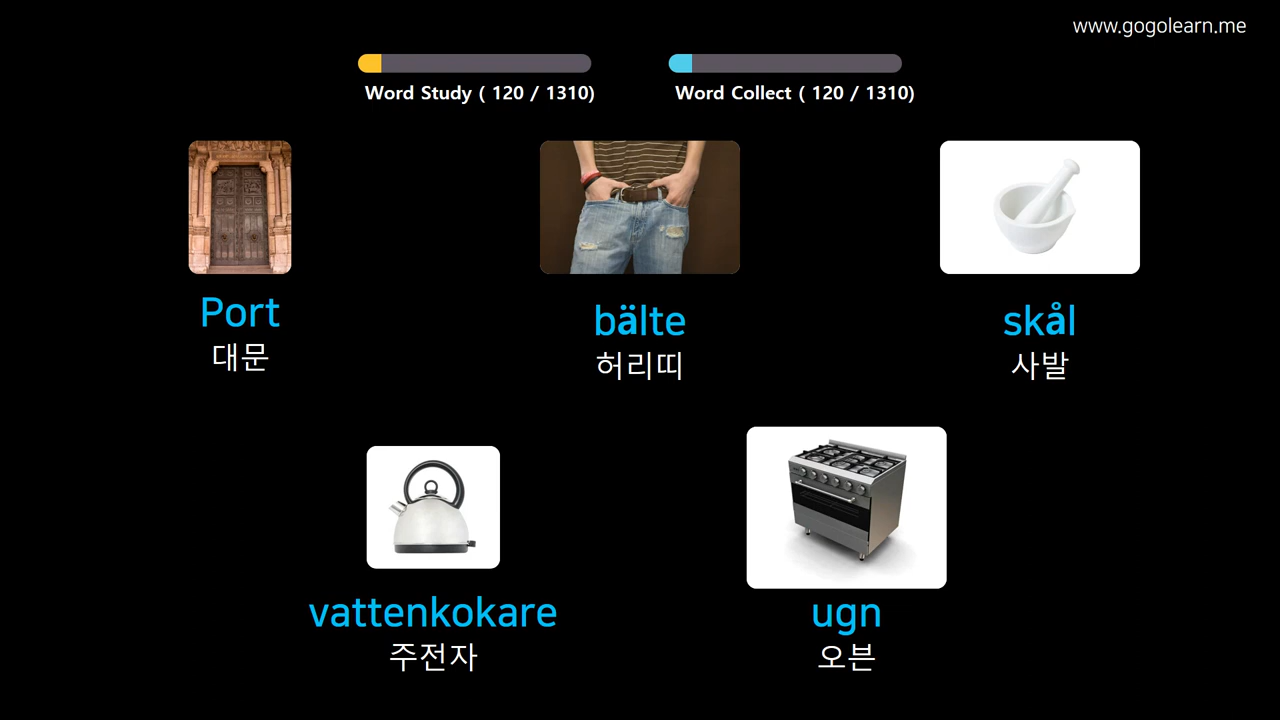 www.gogolearn.me
Word Study ( 120 / 1310)
Word Collect ( 120 / 1310)
Port
대문
bälte
허리띠
skål
사발
vattenkokare
주전자
ugn
오븐